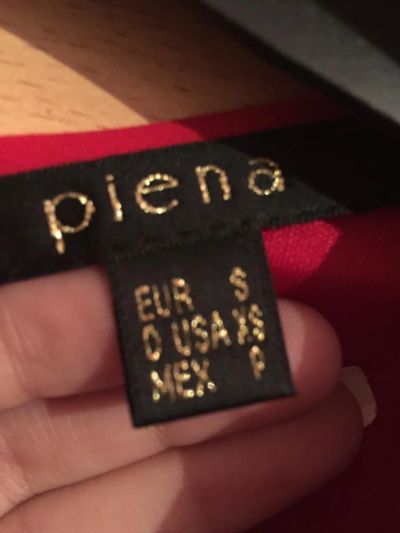 piena
EUR S
O USA XS
MEX P